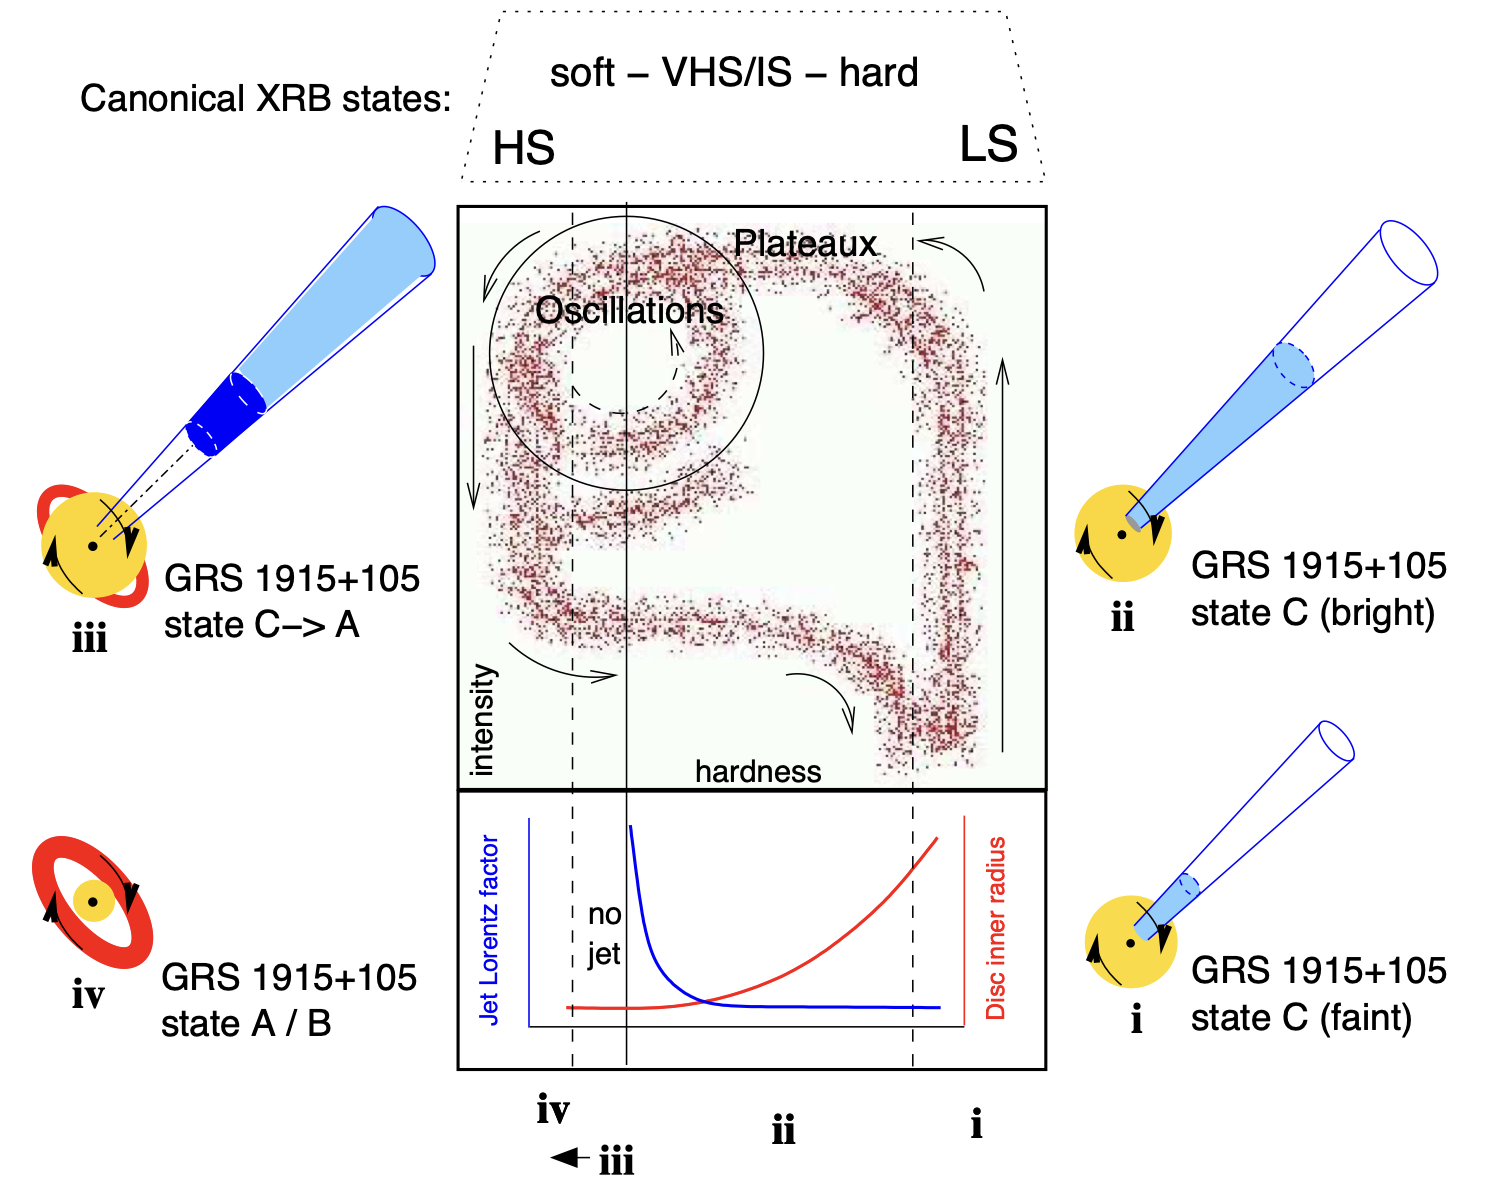 soft – VHS/IS – hard
Canonical XRB states:
HS
LS
Plateaux
Oscillations
GRS 1915+105
state C–> A
iii
GRS 1915+105
state C (bright)
ii
intensity
hardness
GRS 1915+105
state A / B
iv
Jet Lorentz factor
no
jet
Disc inner radius
GRS 1915+105
state C (faint)
i
iv
iii
ii
i